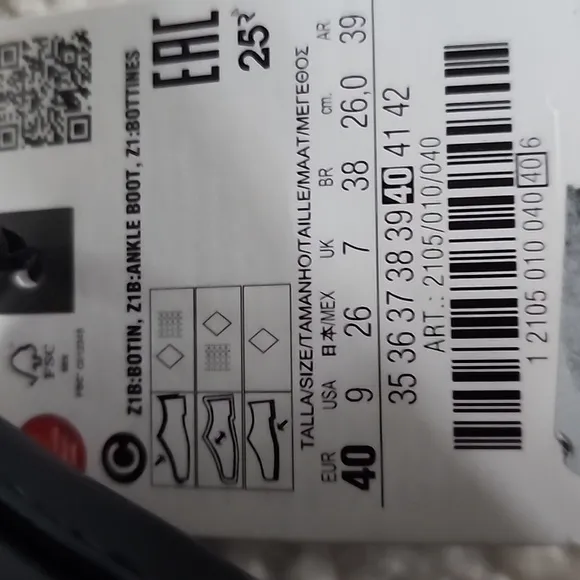 EAC
25
Z1B:BOTIN, Z1B:ANKLE BOOT, Z1:BOTTINES
C
FSC
TALLA/SIZE/TAMANHO/TAILLE/MAAT/ΜΕΓΕΘΟΣ
EUR USA 日本/MEX UK BR cm. AR
40 9 26 7 38 26,0 39
35 36 37 38 39 40 41 42
ART.: 2105/010/040
1 2105 010 040 40 6